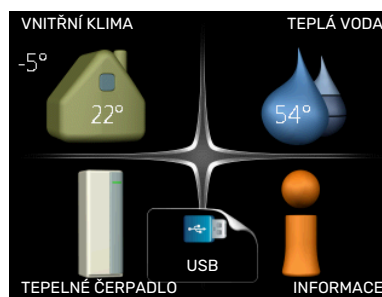 VNITŘNÍ KLIMA
TEPLÁ VODA
-5°
22°
54°
USB
TEPELNÉ ČERPADLO
INFORMACE